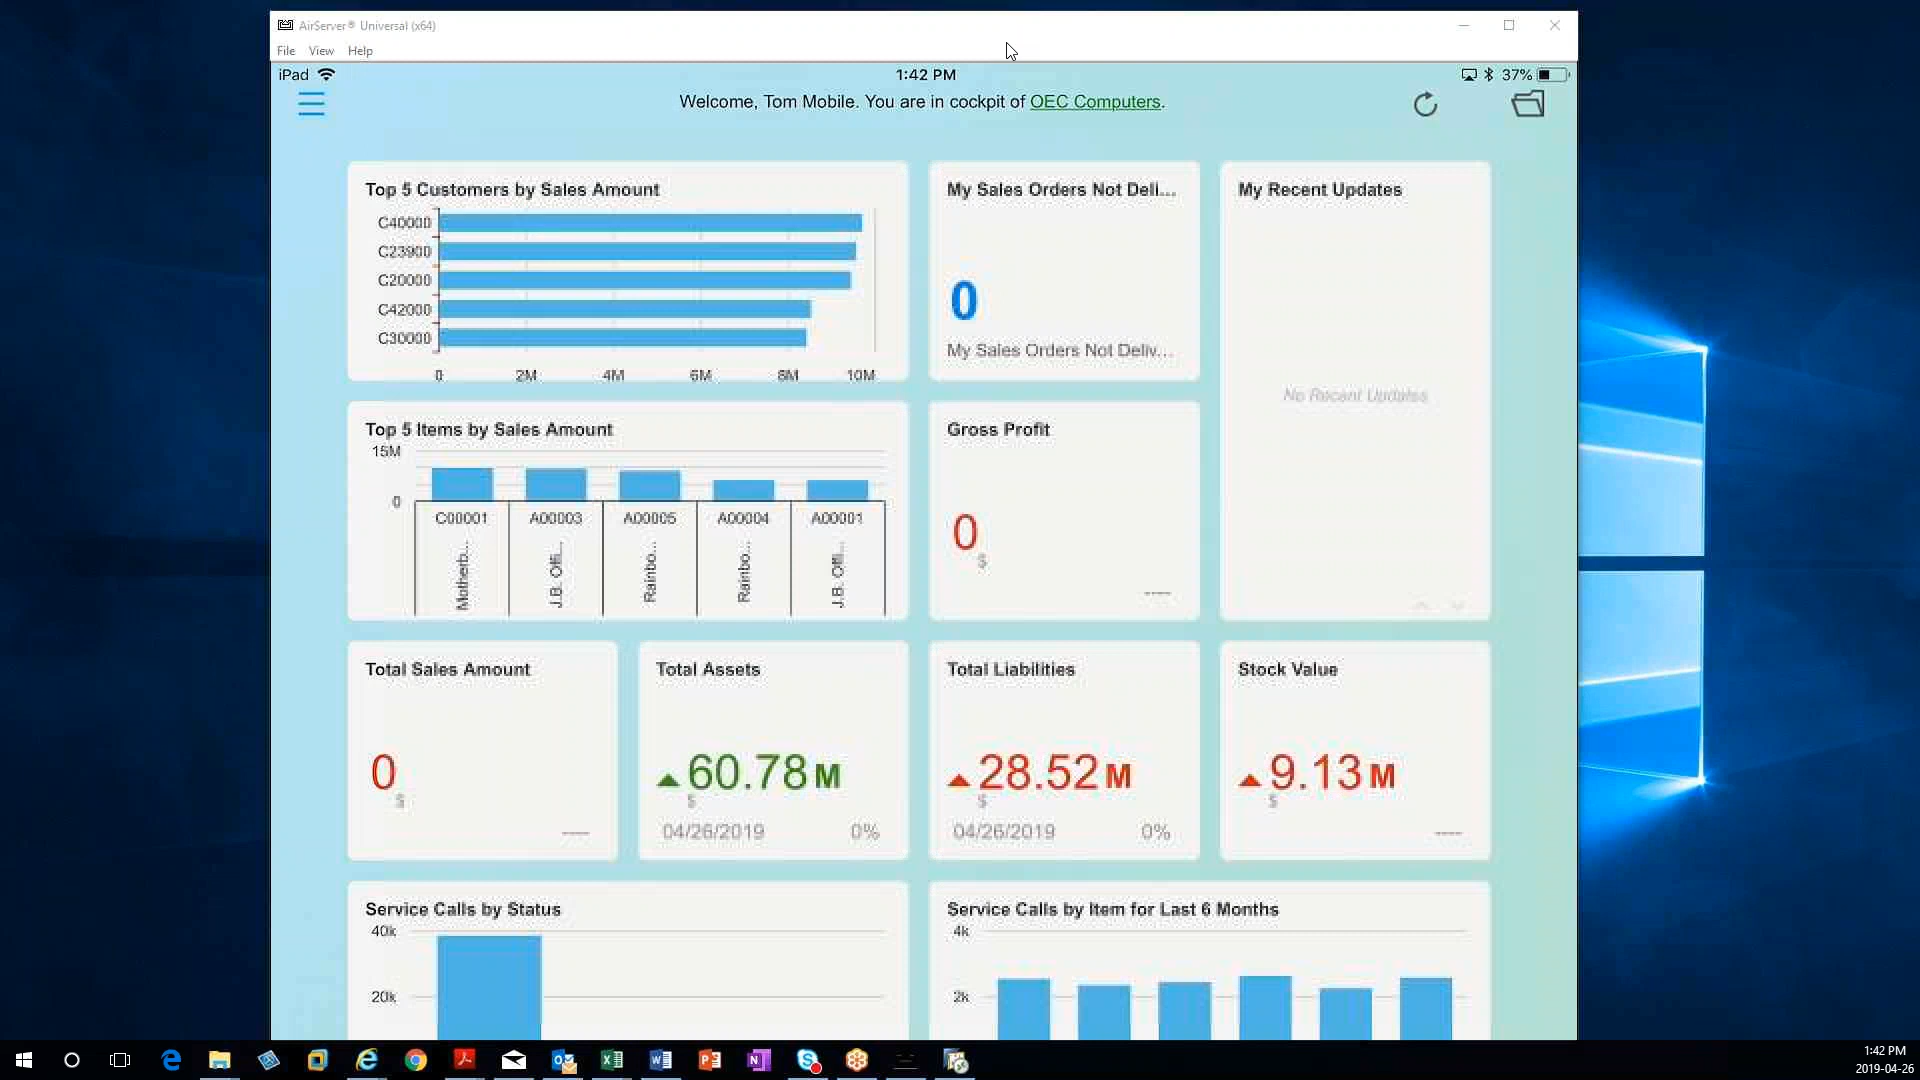 AirServer® Universal (x64)
File View Help
iPad 1:42 PM 37%
Welcome, Tom Mobile. You are in cockpit of OEC Computers.
Top 5 Customers by Sales Amount
C40000
C23900
C20000
C42000
C30000
0 2M 4M 6M 8M 10M
My Sales Orders Not Deli...
0
My Sales Orders Not Deliv...
My Recent Updates
No Recent Updates
Top 5 Items by Sales Amount
15M
0
C00001 A00003 A00005 A00004 A00001
Motherb... J.B. Offi... Rainbo... Rainbo... J.B. Offi...
Gross Profit
0
$
----
Total Sales Amount
0
$
----
Total Assets
60.78 M
$
04/26/2019 0%
Total Liabilities
28.52 M
$
04/26/2019 0%
Stock Value
9.13 M
$
----
Service Calls by Status
40k
20k
Service Calls by Item for Last 6 Months
4k
2k
1:42 PM
2019-04-26